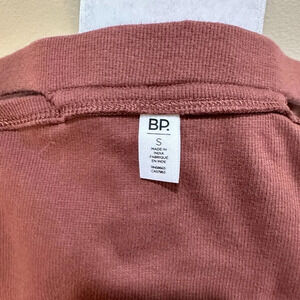 BP.
S
MADE IN
INDIA
FABRIQUÉ
EN INDE